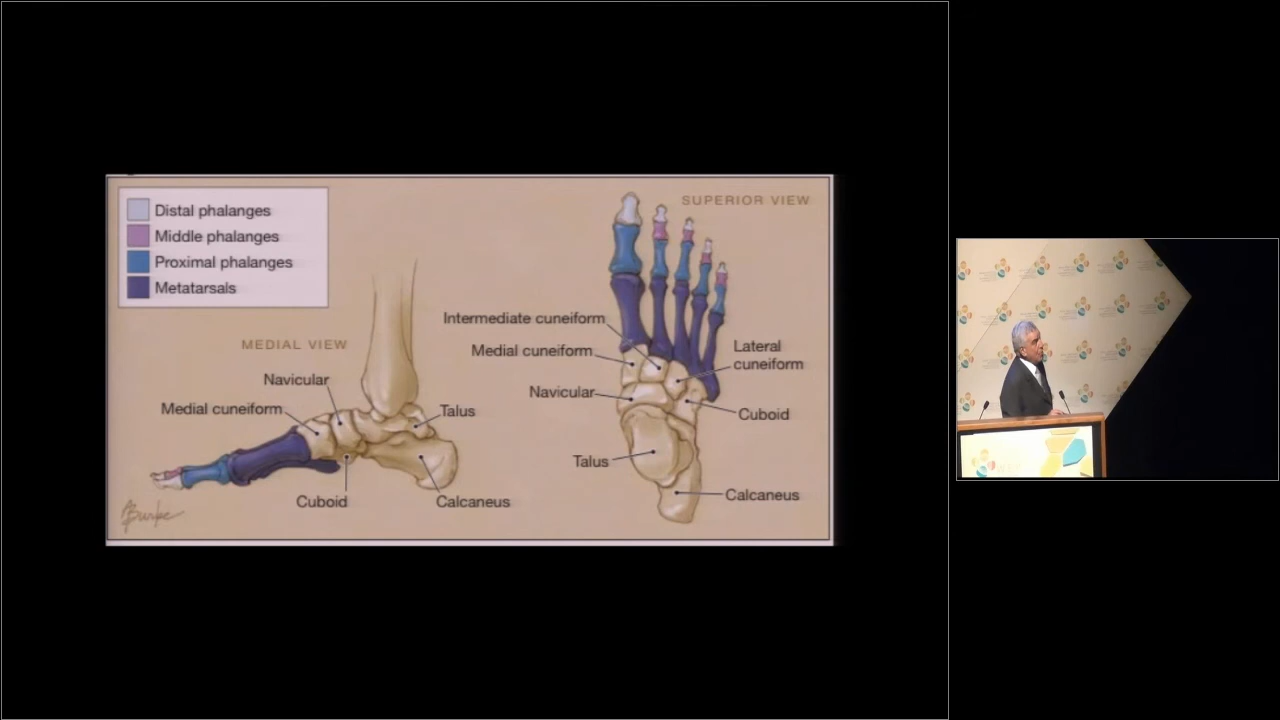 Distal phalanges
Middle phalanges
Proximal phalanges
Metatarsals
MEDIAL VIEW
Navicular
Medial cuneiform
Talus
Cuboid
Calcaneus
SUPERIOR VIEW
Intermediate cuneiform
Medial cuneiform
Navicular
Talus
Lateral
cuneiform
Cuboid
Calcaneus